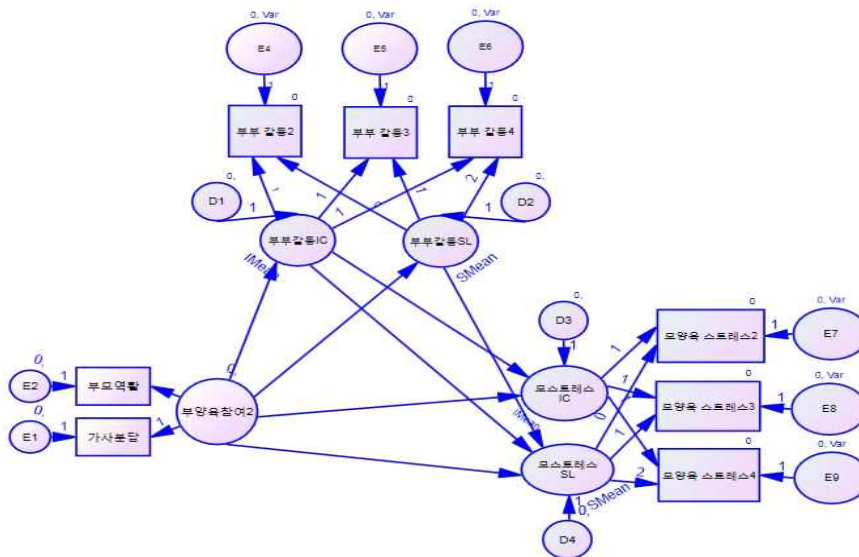 0, Var
0, Var
0, Var
E4
E5
E6
1
1
1
0
0
0
부부 갈등2
부부 갈등3
부부 갈등4
0,
0,
D1
D2
1
1
1
1
1
0
1
2
부부갈등IC
부부갈등SL
IMean
SMean
0,
D3
1
0
0, Var
모양육 스트레스2
1
E7
0,
E2
1
부모역활
0,
E1
1
가사분담
1
0,
부양육참여2
모스트레스
IC
1
1
1
IMean
0
0, Var
모양육 스트레스3
1
E8
모스트레스
SL
0
1
2
SMean
0
0, Var
모양육 스트레스4
1
E9
1
0,
D4